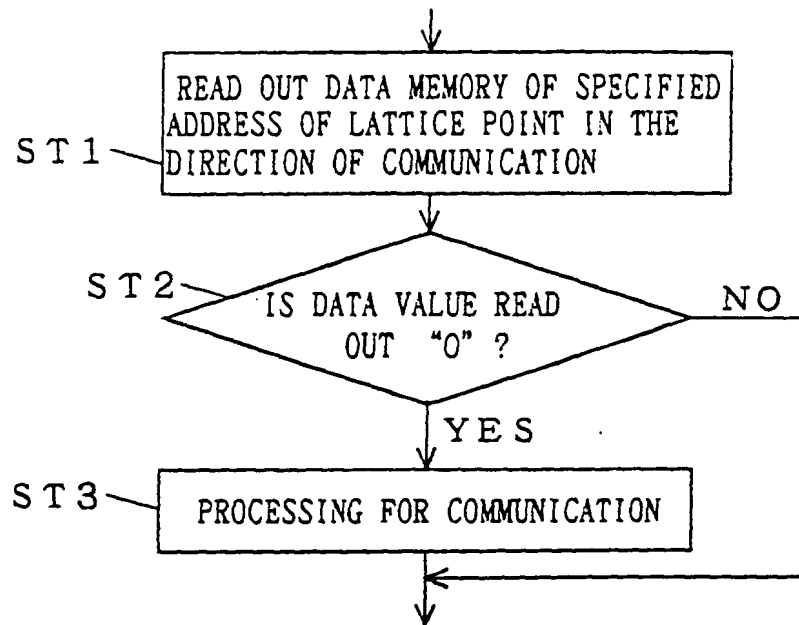 READ OUT DATA MEMORY OF SPECIFIED
ADDRESS OF LATTICE POINT IN THE
DIRECTION OF COMMUNICATION
ST1
ST2
IS DATA VALUE READ
OUT “0” ?
NO
YES
ST3
PROCESSING FOR COMMUNICATION